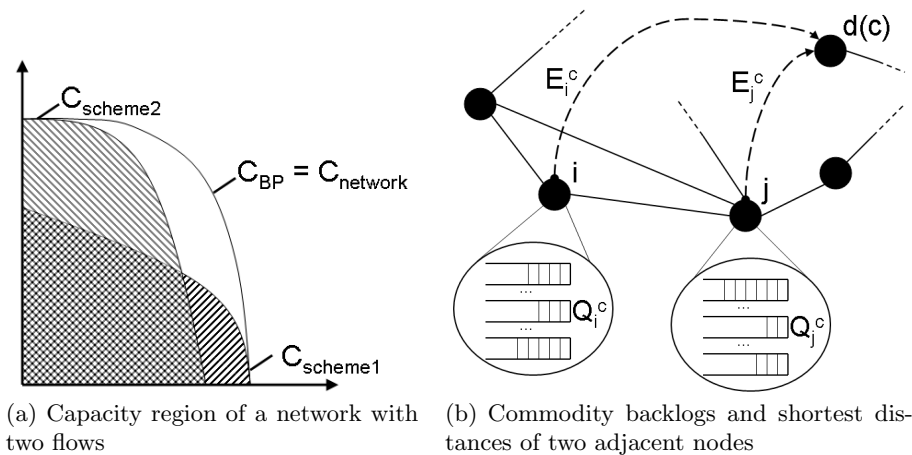 C_scheme2
C_BP = C_network
C_scheme1
(a) Capacity region of a network with
two flows
d(c)
E_i^c
E_j^c
i
j
...
Q_i^c
...
...
Q_j^c
...
(b) Commodity backlogs and shortest dis-
tances of two adjacent nodes